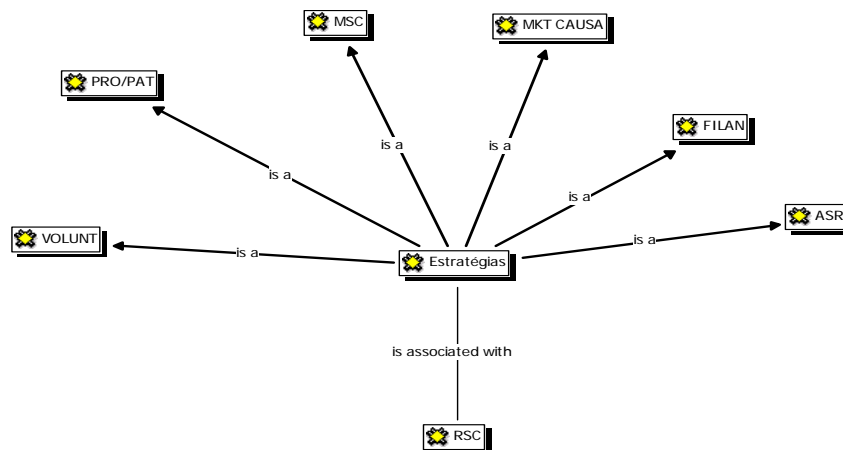 MSC
MKT CAUSA
PRO/PAT
FILAN
is a
is a
is a
is a
ASR
VOLUNT
is a
is a
Estratégias
is associated with
RSC